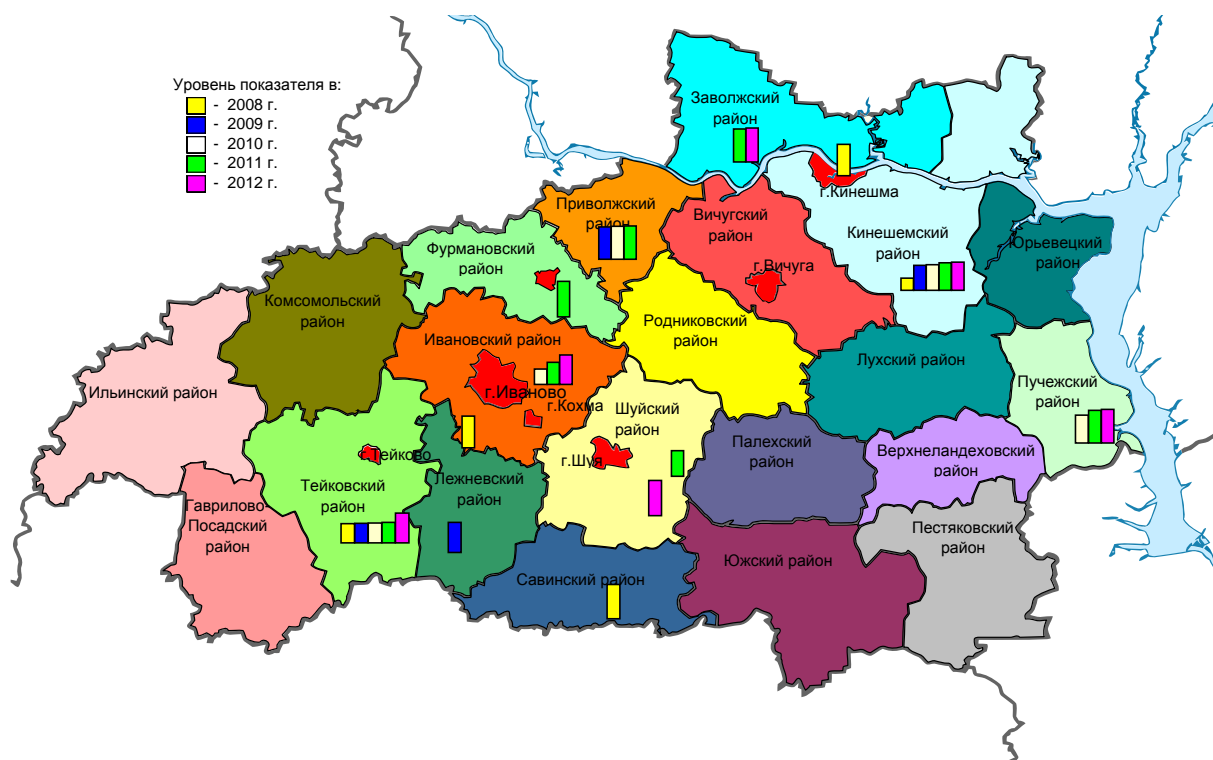 Уровень показателя в:
- 2008 г.
- 2009 г.
- 2010 г.
- 2011 г.
- 2012 г.
Заволжский
район
г.Кинешма
Приволжский
район
Вичугский
район
Кинешемский
район
Юрьевецкий
район
Фурмановский
район
г.Вичуга
Комсомольский
район
Родниковский
район
Ивановский район
Лухский район
Ильинский район
г.Иваново
г.Кохма
Пучежский
район
Шуйский
район
Палехский
район
Верхнеландеховский
район
г.Тейково
г.Шуя
Лежневский
район
Тейковский
район
Гаврилово-
Посадский
район
Пестяковский
район
Южский район
Савинский район